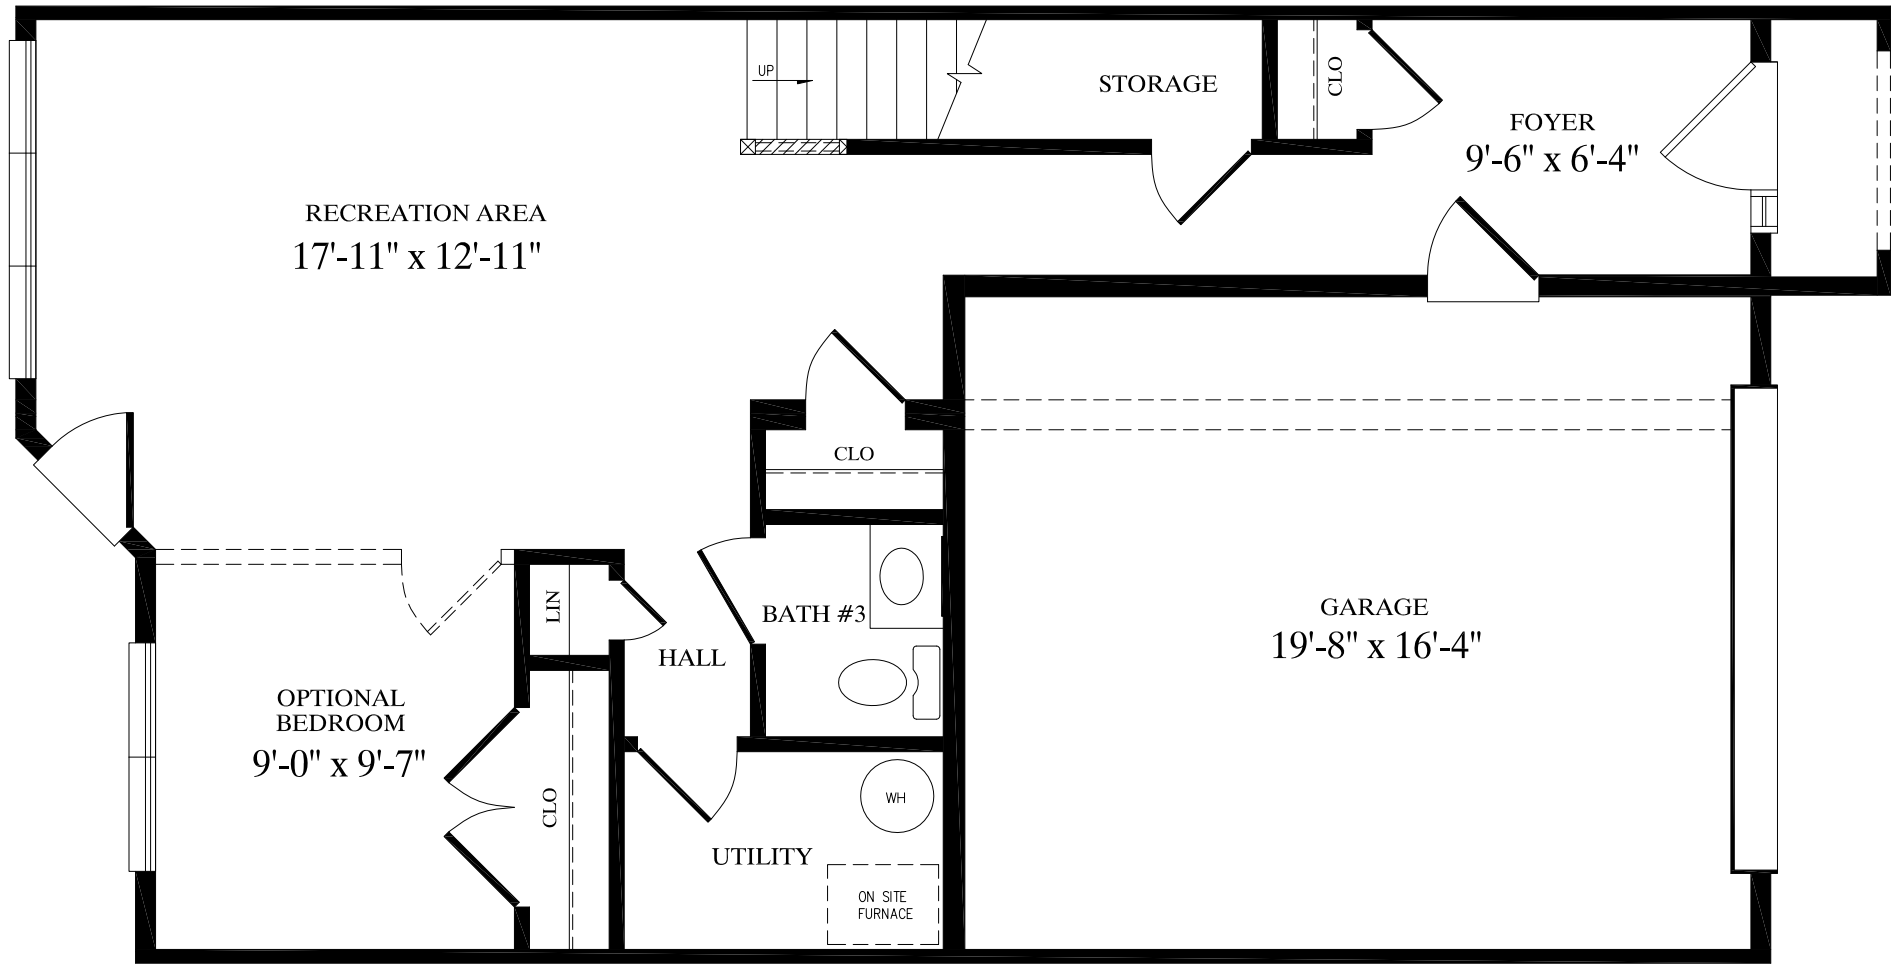 UP
STORAGE
CLO
FOYER
9'-6" x 6'-4"
RECREATION AREA
17'-11" x 12'-11"
CLO
LIN
BATH #3
HALL
GARAGE
19'-8" x 16'-4"
OPTIONAL
BEDROOM
9'-0" x 9'-7"
CLO
WH
UTILITY
ON SITE
FURNACE